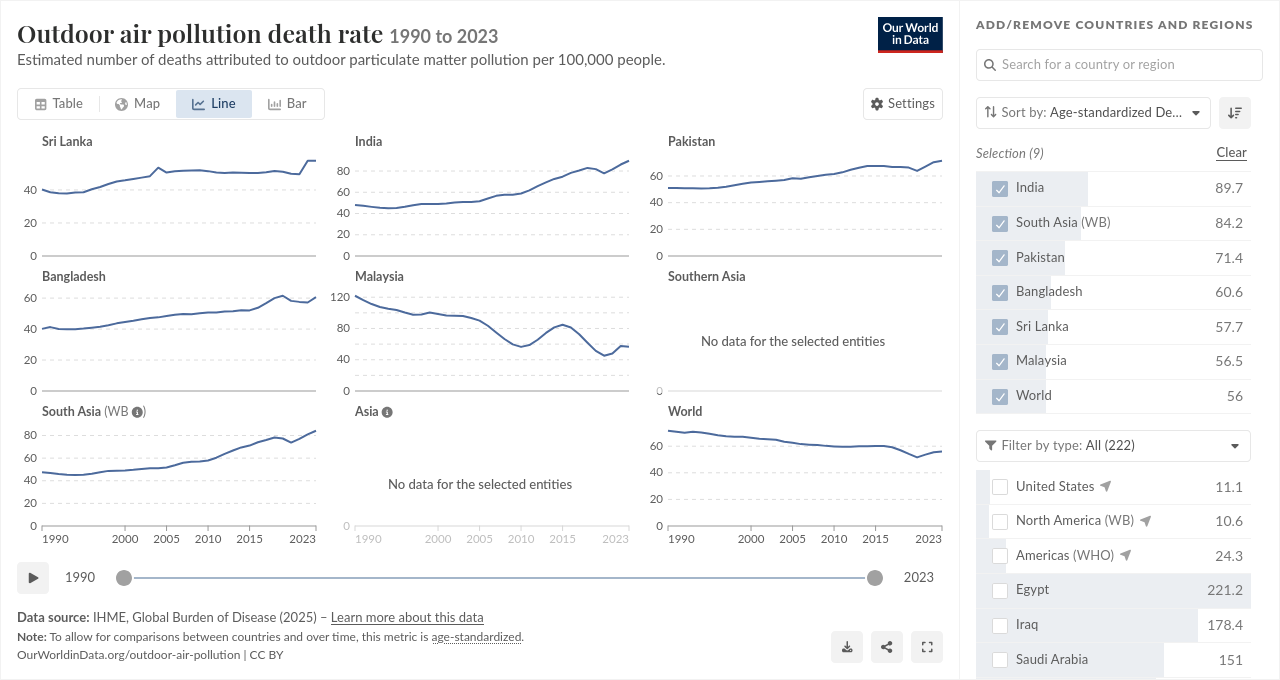 Outdoor air pollution death rate 1990 to 2023
Estimated number of deaths attributed to outdoor particulate matter pollution per 100,000 people.
Our World
in Data
Table Map Line Bar
Settings
Sri Lanka
40
20
0
India
80
60
40
20
0
Pakistan
60
40
20
0
Bangladesh
60
40
20
0
Malaysia
120
80
40
0
Southern Asia
No data for the selected entities
0
South Asia (WB)
80
60
40
20
0
1990 2000 2005 2010 2015 2023
Asia
No data for the selected entities
0
1990 2000 2005 2010 2015 2023
World
60
40
20
0
1990 2000 2005 2010 2015 2023
1990 2023
Data source: IHME, Global Burden of Disease (2025) – Learn more about this data
Note: To allow for comparisons between countries and over time, this metric is age-standardized.
OurWorldinData.org/outdoor-air-pollution | CC BY
ADD/REMOVE COUNTRIES AND REGIONS
Search for a country or region
Sort by: Age-standardized De...
Selection (9) Clear
India 89.7
South Asia (WB) 84.2
Pakistan 71.4
Bangladesh 60.6
Sri Lanka 57.7
Malaysia 56.5
World 56
Filter by type: All (222)
United States 11.1
North America (WB) 10.6
Americas (WHO) 24.3
Egypt 221.2
Iraq 178.4
Saudi Arabia 151